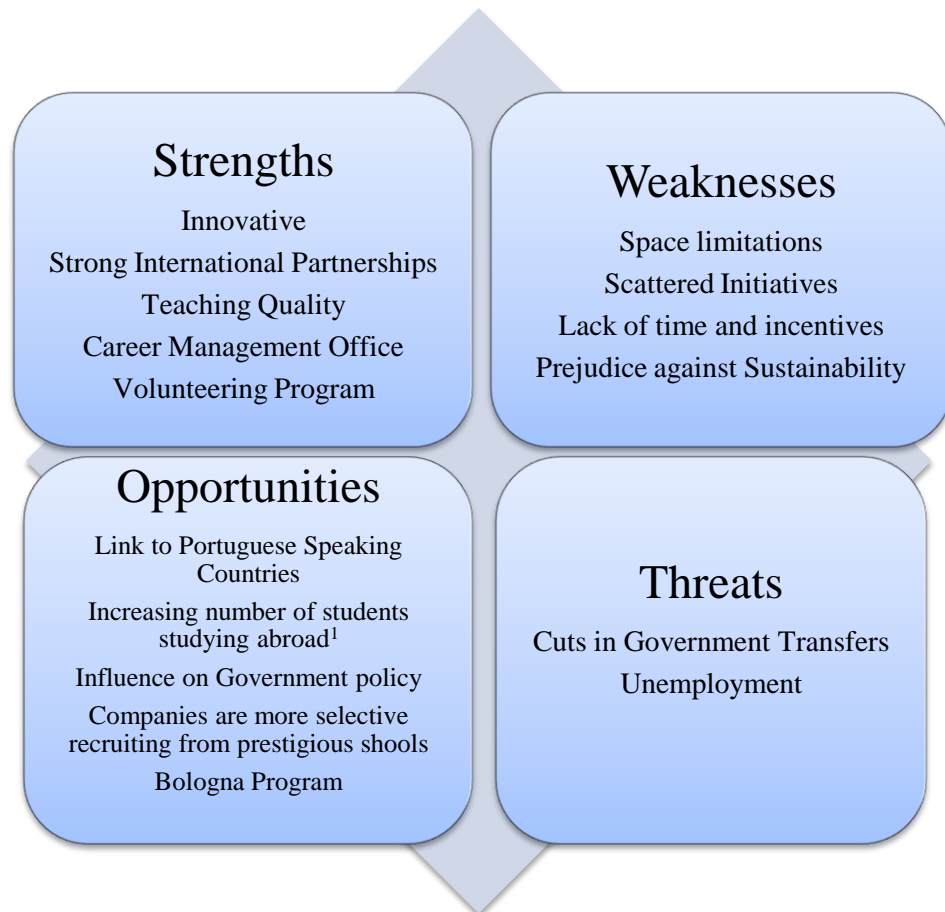 Strengths
Innovative
Strong International Partnerships
Teaching Quality
Career Management Office
Volunteering Program
Weaknesses
Space limitations
Scattered Initiatives
Lack of time and incentives
Prejudice against Sustainability
Opportunities
Link to Portuguese Speaking
Countries
Increasing number of students
studying abroad¹
Influence on Government policy
Companies are more selective
recruiting from prestigious shools
Bologna Program
Threats
Cuts in Government Transfers
Unemployment